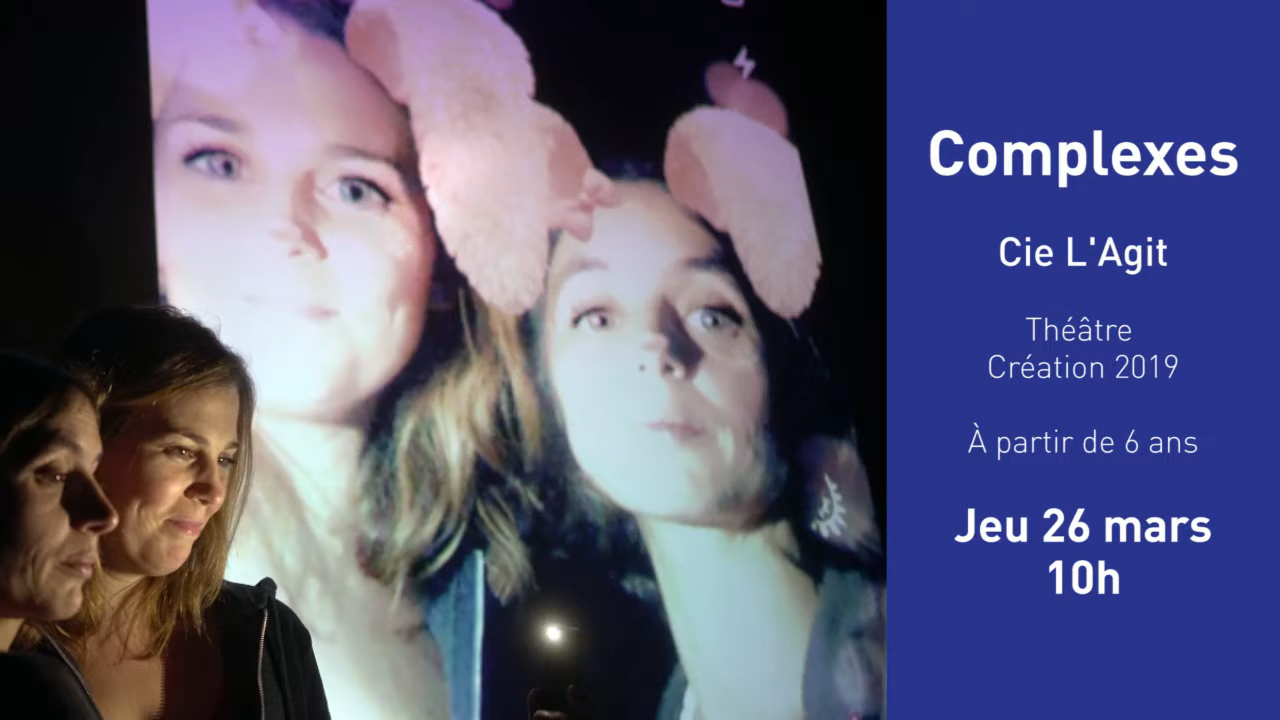 Complexes
Cie L'Agit
Théâtre
Création 2019
À partir de 6 ans
Jeu 26 mars
10h